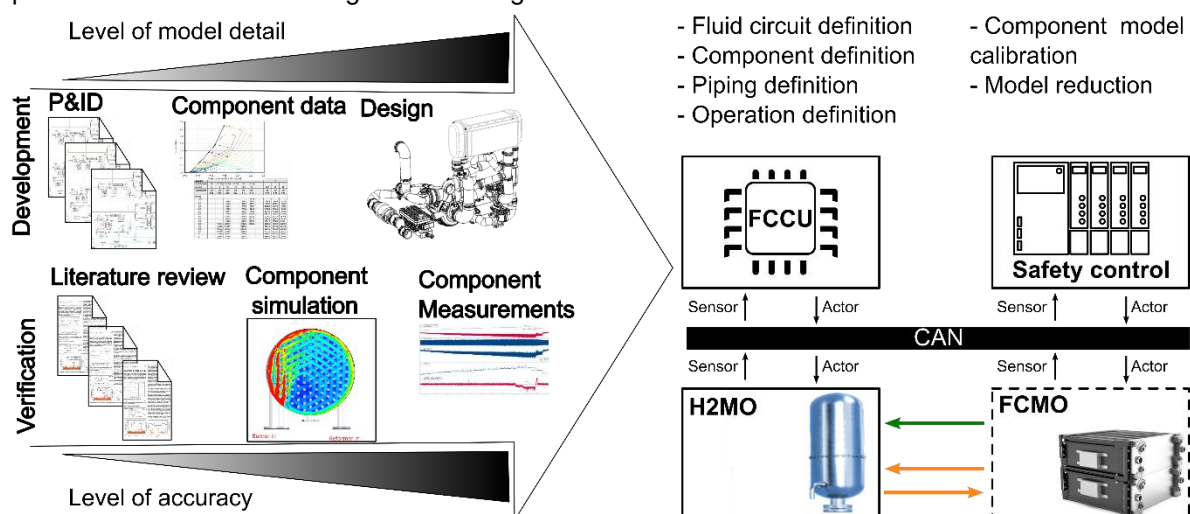 Level of model detail
P&ID
Component data
Design
Development
Literature review
Component
simulation
Component
Measurements
Verification
Level of accuracy
- Fluid circuit definition
- Component definition
- Piping definition
- Operation definition
- Component model
calibration
- Model reduction
FCCU
Safety control
Sensor
Actor
Sensor
Actor
CAN
Sensor
Actor
Sensor
Actor
H2MO
FCMO